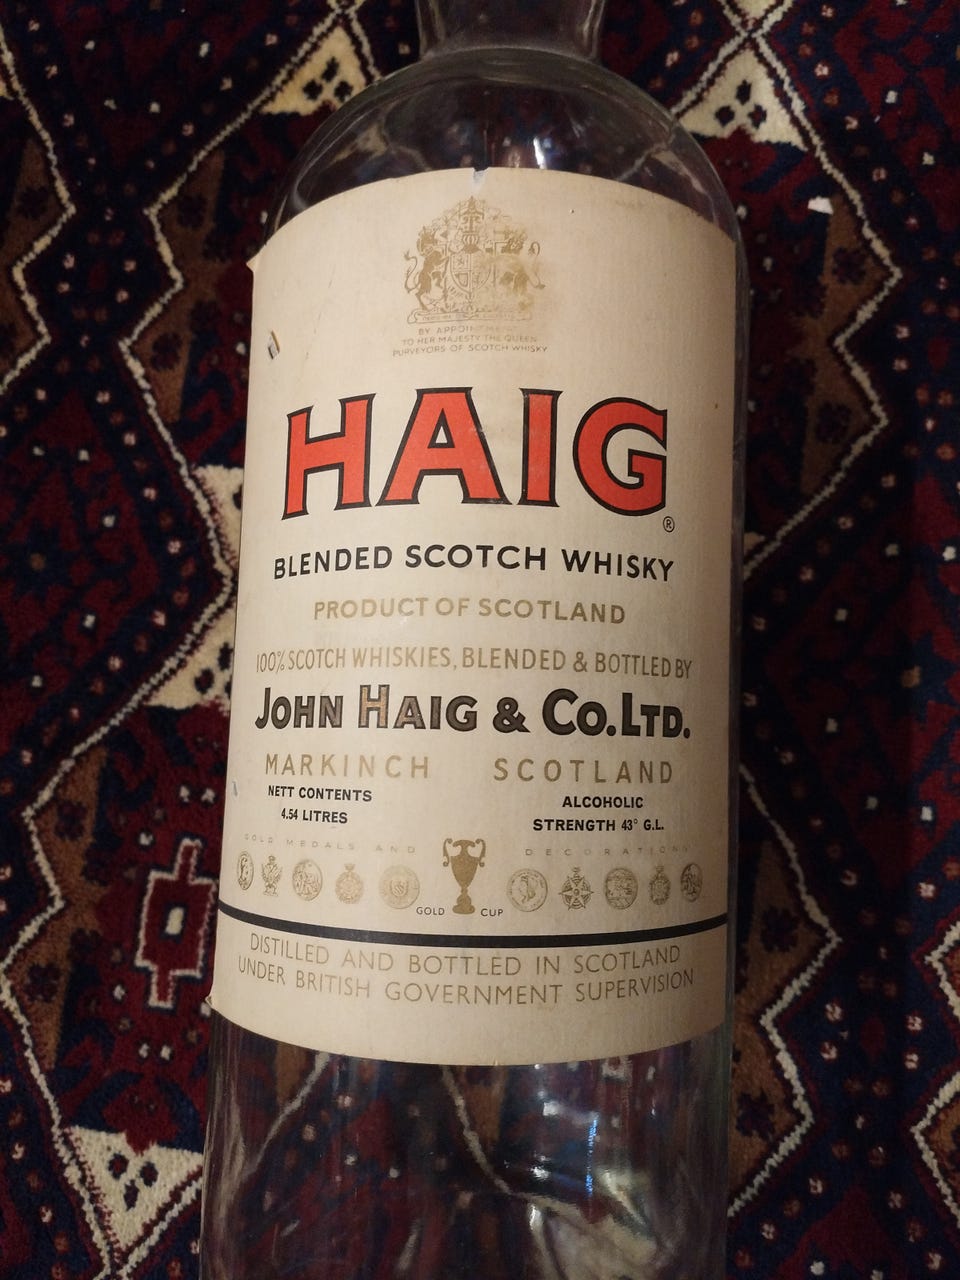 BY APPOINTMENT
TO HER MAJESTY THE QUEEN
PURVEYORS OF SCOTCH WHISKY
HAIG
®
BLENDED SCOTCH WHISKY
PRODUCT OF SCOTLAND
100% SCOTCH WHISKIES, BLENDED & BOTTLED BY
JOHN HAIG & CO. LTD.
MARKINCH SCOTLAND
NETT CONTENTS
4.54 LITRES
ALCOHOLIC
STRENGTH 43° G.L.
GOLD MEDALS AND DECORATIONS
GOLD CUP
DISTILLED AND BOTTLED IN SCOTLAND
UNDER BRITISH GOVERNMENT SUPERVISION